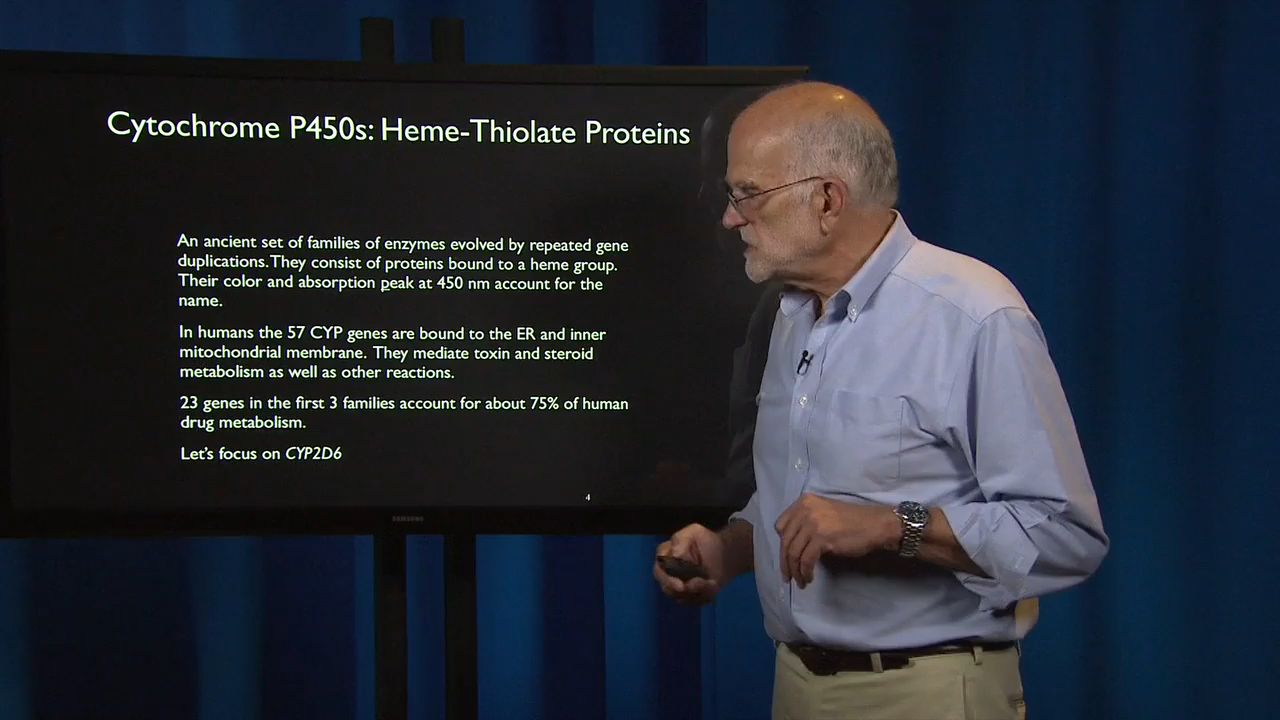 Cytochrome P450s: Heme-Thiolate Proteins
An ancient set of families of enzymes evolved by repeated gene
duplications. They consist of proteins bound to a heme group.
Their color and absorption peak at 450 nm account for the
name.
In humans the 57 CYP genes are bound to the ER and inner
mitochondrial membrane. They mediate toxin and steroid
metabolism as well as other reactions.
23 genes in the first 3 families account for about 75% of human
drug metabolism.
Let's focus on CYP2D6
4
SAMSUNG